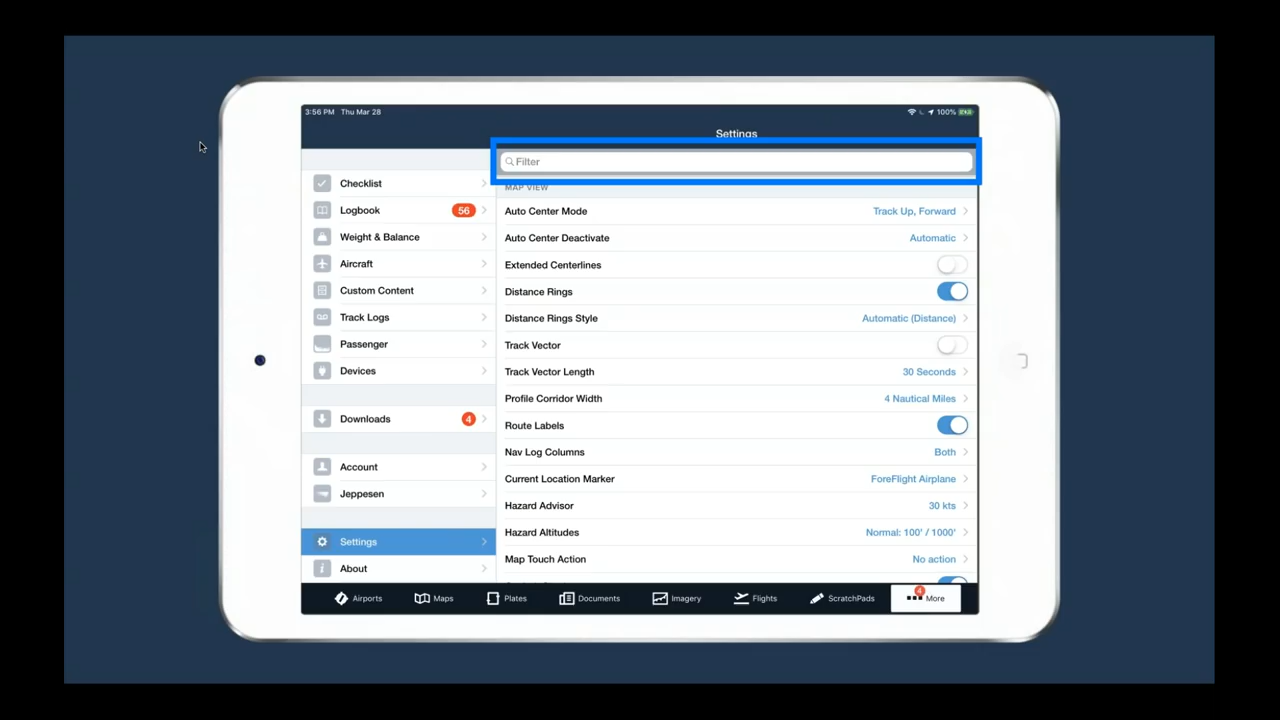 3:56 PM Thu Mar 28
100%
Settings
Filter
MAP VIEW
Checklist
Logbook 56
Weight & Balance
Aircraft
Custom Content
Track Logs
Passenger
Devices
Downloads 4
Account
Jeppesen
Settings
About
Auto Center Mode Track Up, Forward
Auto Center Deactivate Automatic
Extended Centerlines
Distance Rings
Distance Rings Style Automatic (Distance)
Track Vector
Track Vector Length 30 Seconds
Profile Corridor Width 4 Nautical Miles
Route Labels
Nav Log Columns Both
Current Location Marker ForeFlight Airplane
Hazard Advisor 30 kts
Hazard Altitudes Normal: 100' / 1000'
Map Touch Action No action
Airports Maps Plates Documents Imagery Flights ScratchPads 4 More